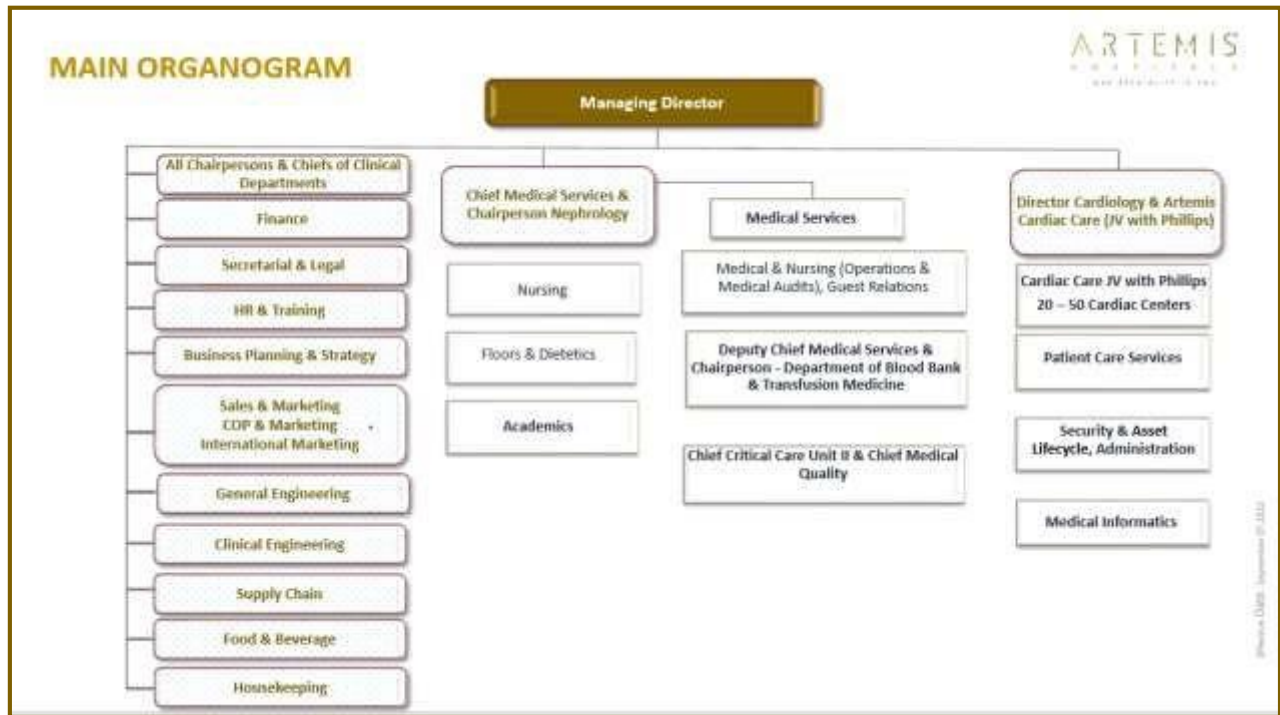 MAIN ORGANOGRAM
ARTEMIS
Managing Director
All Chairpersons & Chiefs of Clinical
Departments
Finance
Secretarial & Legal
HR & Training
Business Planning & Strategy
Sales & Marketing
COP & Marketing
International Marketing
General Engineering
Clinical Engineering
Supply Chain
Food & Beverage
Housekeeping
Chief Medical Services &
Chairperson Nephrology
Nursing
Floors & Dietetics
Academics
Medical Services
Medical & Nursing (Operations &
Medical Audits), Guest Relations
Deputy Chief Medical Services &
Chairperson - Department of Blood Bank
& Transfusion Medicine
Chief Critical Care Unit II & Chief Medical
Quality
Director Cardiology & Artemis
Cardiac Care (JV with Phillips)
Cardiac Care JV with Phillips
20 – 50 Cardiac Centers
Patient Care Services
Security & Asset
Lifecycle, Administration
Medical Informatics